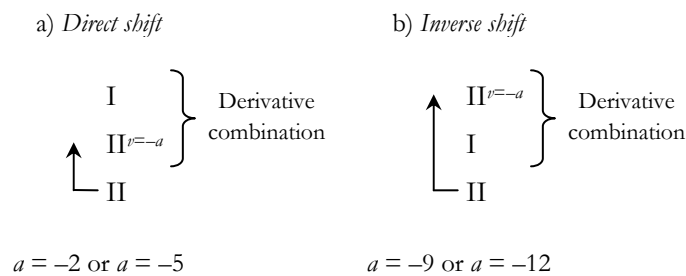 a) Direct shift
I
II v=–a
II
Derivative
combination
a = –2 or a = –5
b) Inverse shift
II v=–a
I
II
Derivative
combination
a = –9 or a = –12